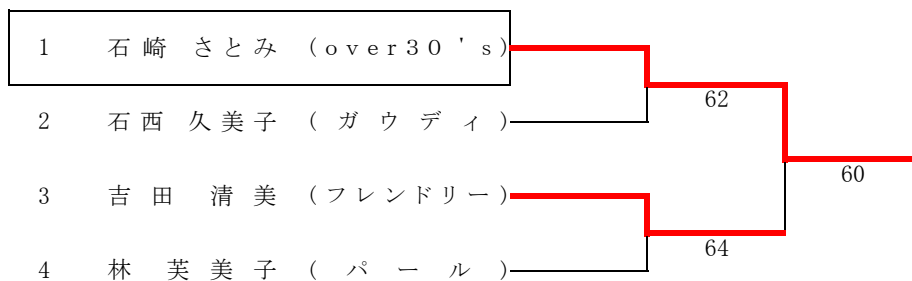 1 石崎 さとみ (over30's)
62
2 石西 久美子 (ガウディ)
60
3 吉田 清美 (フレンドリー)
64
4 林 芙美子 (パール)